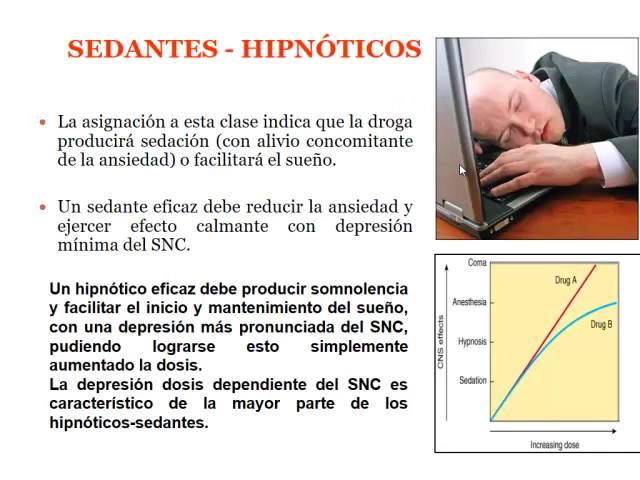 SEDANTES - HIPNÓTICOS
• La asignación a esta clase indica que la droga
producirá sedación (con alivio concomitante
de la ansiedad) o facilitará el sueño.
• Un sedante eficaz debe reducir la ansiedad y
ejercer efecto calmante con depresión
mínima del SNC.
Un hipnótico eficaz debe producir somnolencia
y facilitar el inicio y mantenimiento del sueño,
con una depresión más pronunciada del SNC,
pudiendo lograrse esto simplemente
aumentado la dosis.
La depresión dosis dependiente del SNC es
característico de la mayor parte de los
hipnóticos-sedantes.
Coma
Drug A
Anesthesia
Drug B
CNS effects
Hypnosis
Sedation
Increasing dose